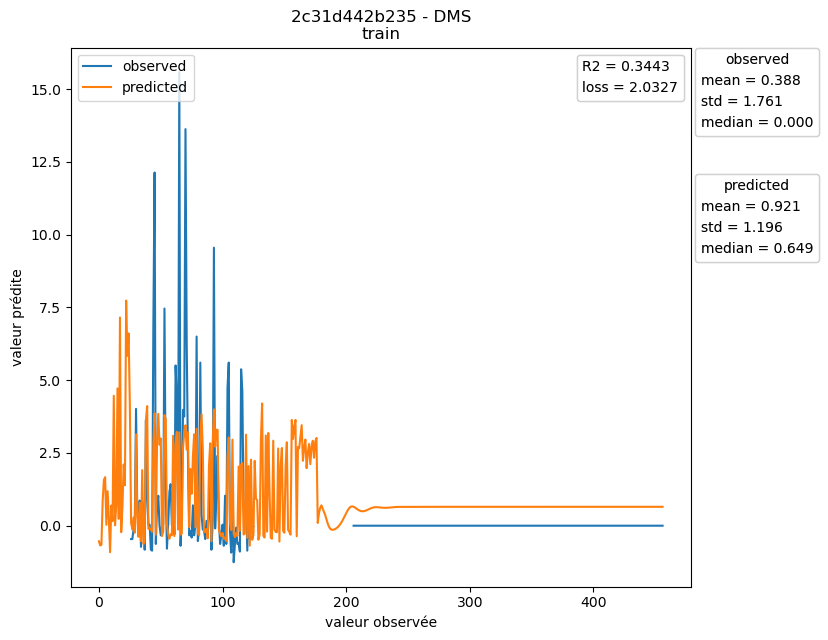 2c31d442b235 - DMS
train
observed
predicted
R2 = 0.3443
loss = 2.0327
observed
mean = 0.388
std = 1.761
median = 0.000
predicted
mean = 0.921
std = 1.196
median = 0.649
valeur prédite
15.0
12.5
10.0
7.5
5.0
2.5
0.0
0
100
200
300
400
valeur observée